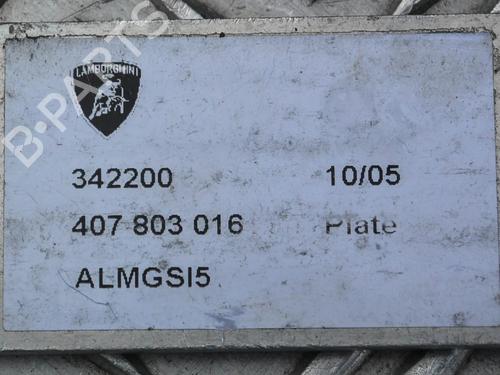 B-PARTS
LAMBORGHINI
342200 10/05
407 803 016 Plate
ALMGSI5